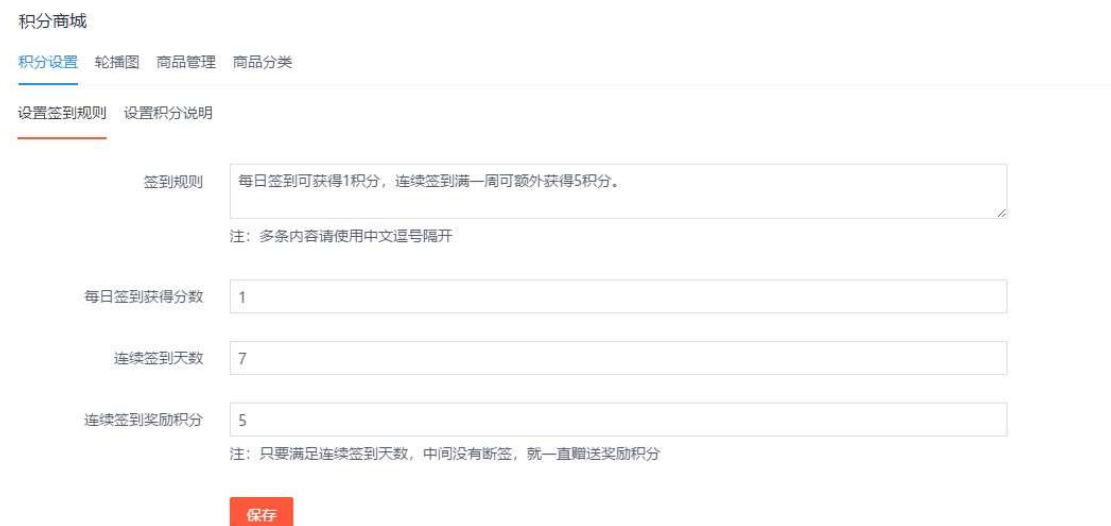 积分商城
积分设置 轮播图 商品管理 商品分类
设置签到规则 设置积分说明
签到规则 每日签到可获得1积分，连续签到满一周可额外获得5积分。
注：多条内容请使用中文逗号隔开
每日签到获得分数 1
连续签到天数 7
连续签到奖励积分 5
注：只要满足连续签到天数，中间没有断签，就一直赠送奖励积分
保存